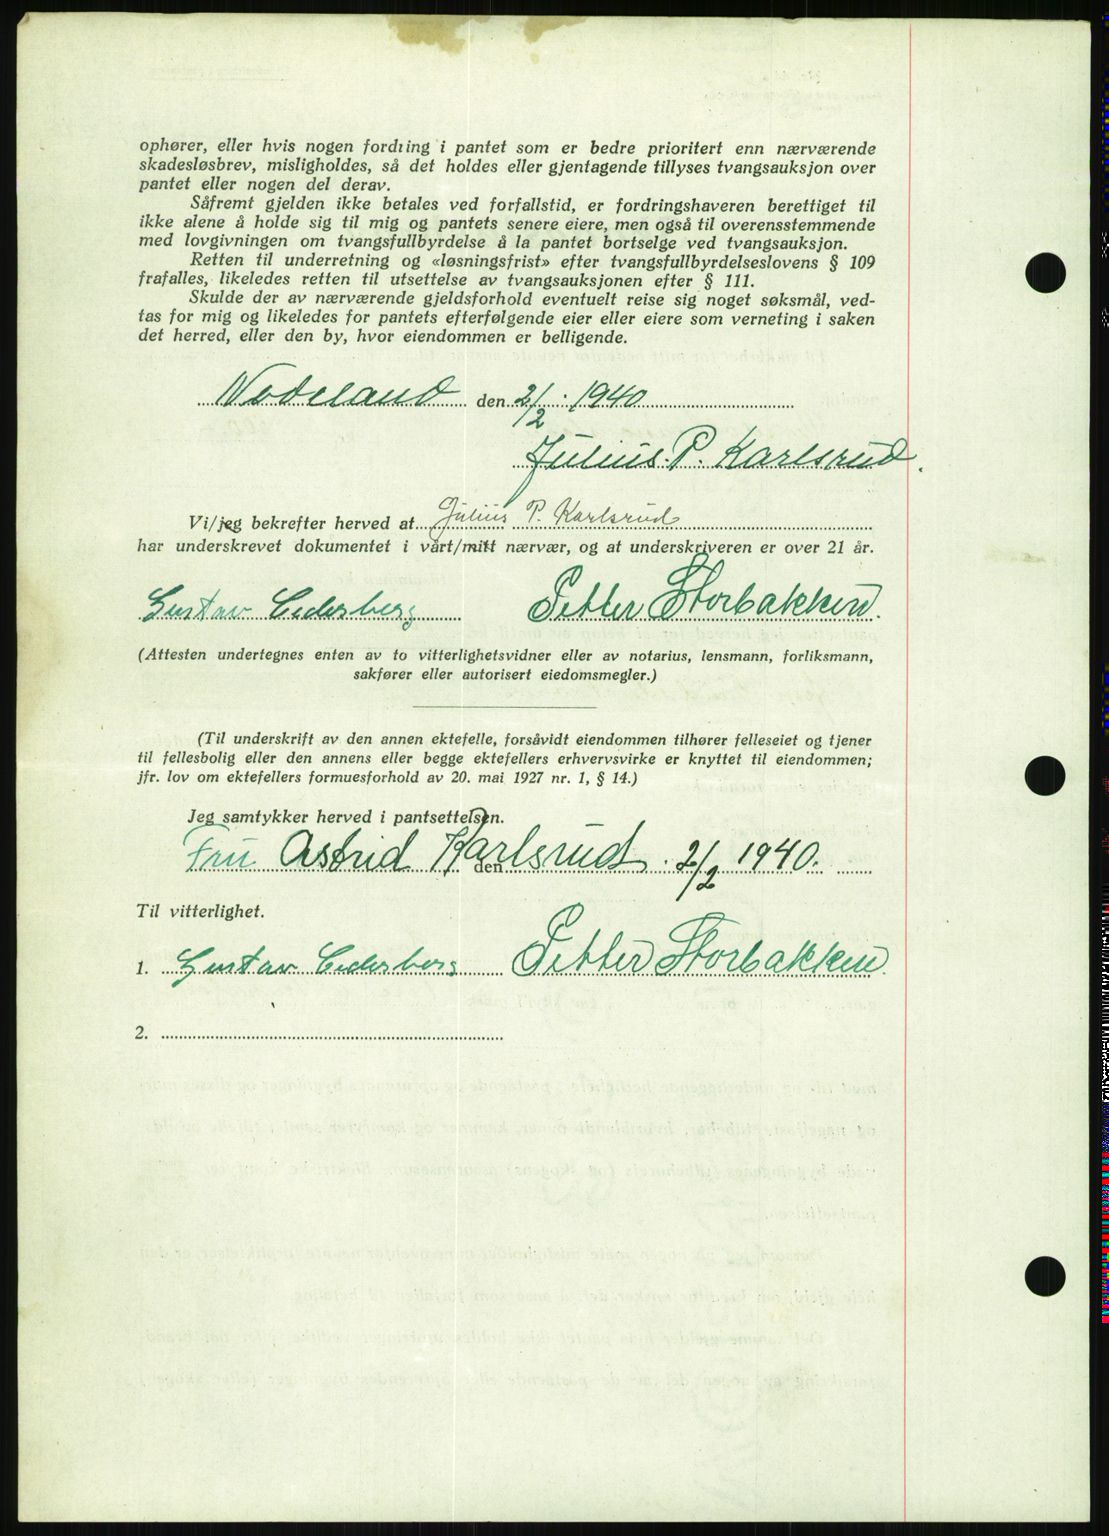 ophører, eller hvis nogen fordring i pantet som er bedre prioritert enn nærværende
skadesløsbrev, misligholdes, så det holdes eller gjentagende tillyses tvangsauksjon over
pantet eller nogen del derav.
Såfremt gjelden ikke betales ved forfallstid, er fordringshaveren berettiget til
ikke alene å holde sig til mig og pantets senere eiere, men også til overensstemmende
med lovgivningen om tvangsfullbyrdelse å la pantet bortselge ved tvangsauksjon.
Retten til underretning og «løsningsfrist» efter tvangsfullbyrdelseslovens § 109
frafalles, likeledes retten til utsettelse av tvangsauksjonen efter § 111.
Skulde der av nærværende gjeldsforhold eventuelt reise sig noget søksmål, ved-
tas for mig og likeledes for pantets efterfølgende eier eller eiere som verneting i saken
det herred, eller den by, hvor eiendommen er belligende.
Nodeland den 2/2. 1940
Julius. P. Karlsrud.
Vi/jeg bekrefter herved at Julius P. Karlsrud
har underskrevet dokumentet i vårt/mitt nærvær, og at underskriveren er over 21 år.
Gustav Cedersberg Petter Storbakken.
(Attesten undertegnes enten av to vitterlighetsvidner eller av notarius, lensmann, forliksmann,
sakfører eller autorisert eiedomsmegler.)
(Til underskrift av den annen ektefelle, forsåvidt eiendommen tilhører felleseiet og tjener
til fellesbolig eller den annens eller begge ektefellers erhvervsvirke er knyttet til eiendommen;
jfr. lov om ektefellers formuesforhold av 20. mai 1927 nr. 1, § 14.)
Jeg samtykker herved i pantsettelsen.
Fru Astrid Karlsrud den 2/2 1940.
Til vitterlighet.
1. Gustav Cedersberg Petter Storbakken.
2.